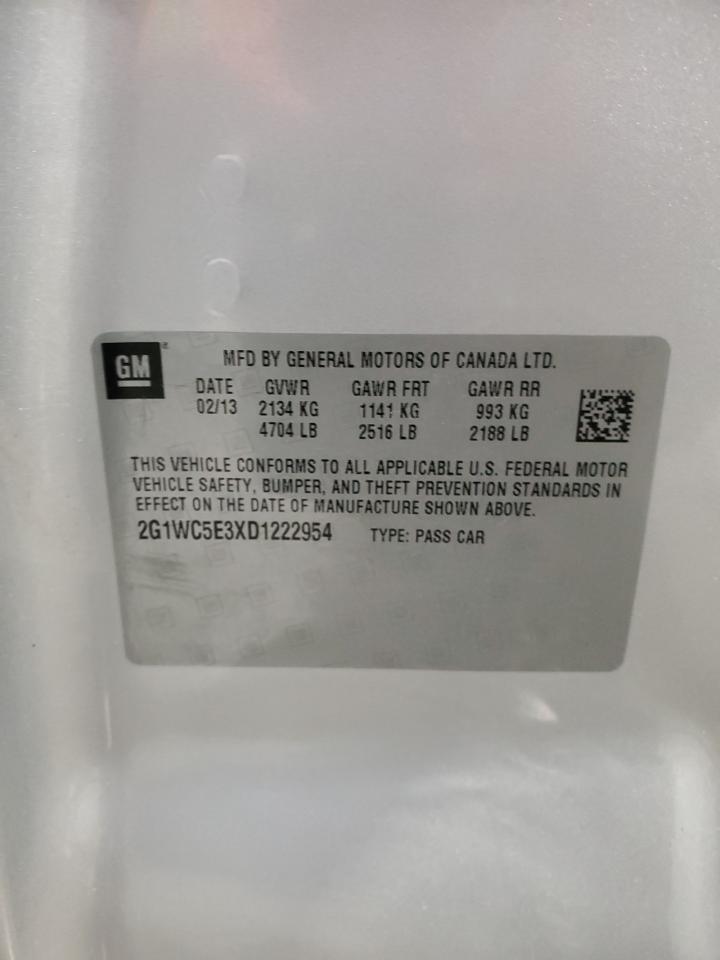 GM
MFD BY GENERAL MOTORS OF CANADA LTD.
DATE GVWR GAWR FRT GAWR RR
02/13 2134 KG 1141 KG 993 KG
4704 LB 2516 LB 2188 LB
THIS VEHICLE CONFORMS TO ALL APPLICABLE U.S. FEDERAL MOTOR
VEHICLE SAFETY, BUMPER, AND THEFT PREVENTION STANDARDS IN
EFFECT ON THE DATE OF MANUFACTURE SHOWN ABOVE.
2G1WC5E3XD1222954 TYPE: PASS CAR